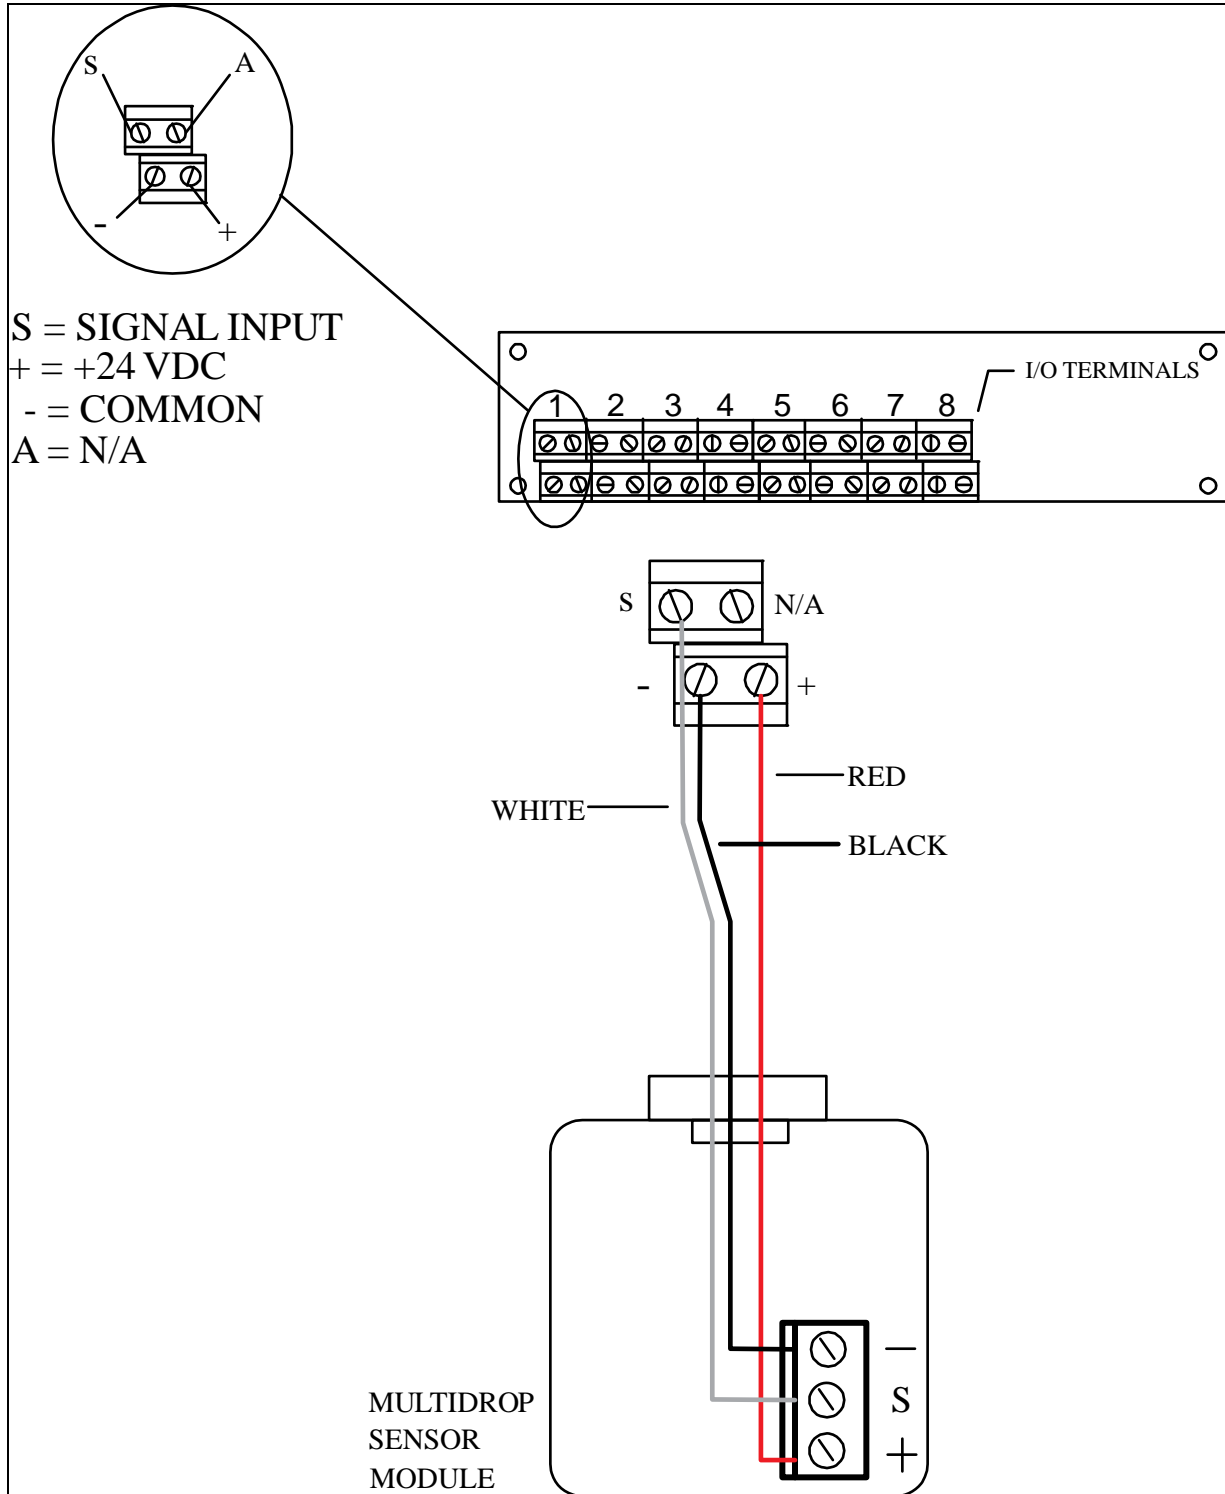 S A
- +
S = SIGNAL INPUT
+ = +24 VDC
- = COMMON
A = N/A
I/O TERMINALS
1 2 3 4 5 6 7 8
S N/A
- +
RED
WHITE
BLACK
—
S
+
MULTIDROP
SENSOR
MODULE